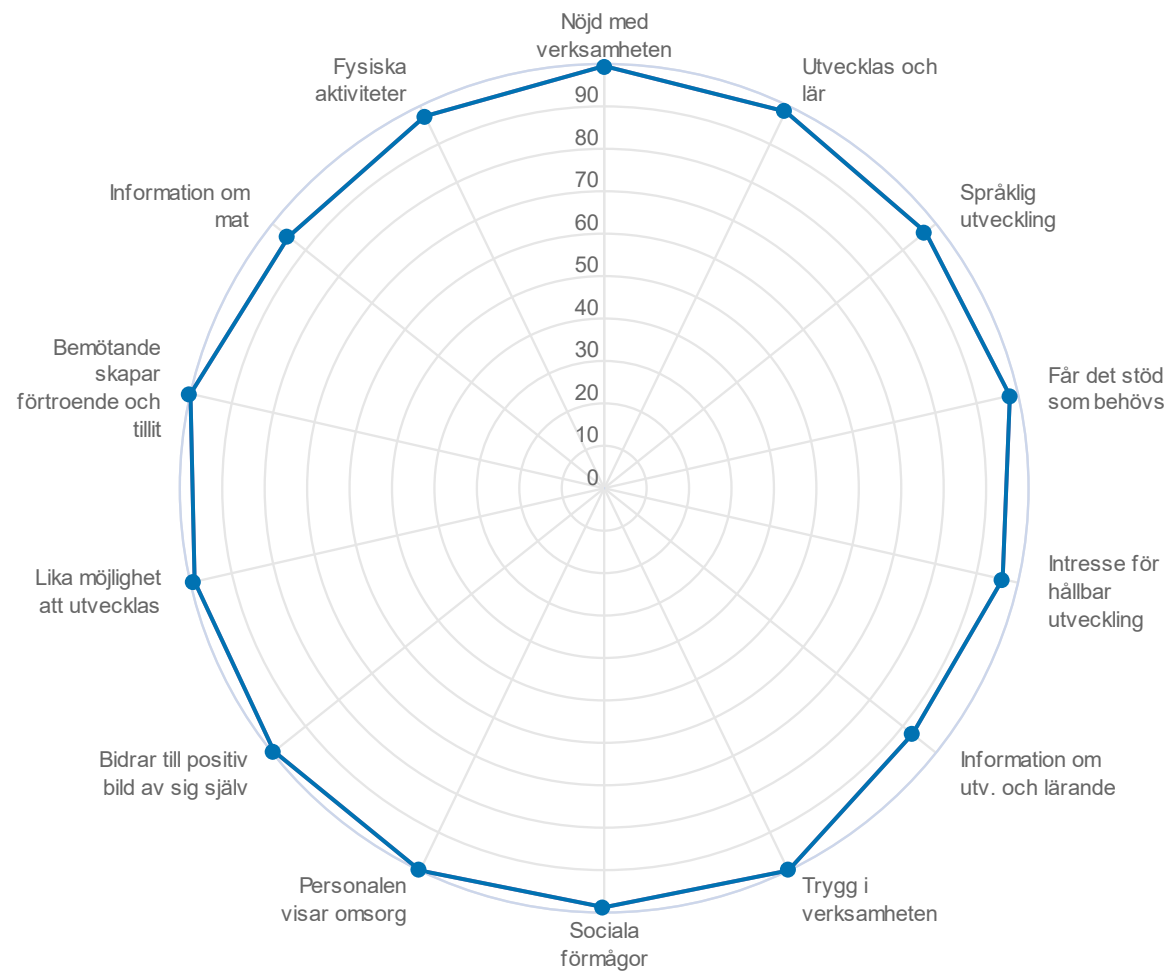 Nöjd med
verksamheten
Utvecklas och
lär
Språklig
utveckling
Får det stöd
som behövs
Intresse för
hållbar
utveckling
Information om
utv. och lärande
Trygg i
verksamheten
Sociala
förmågor
Personalen
visar omsorg
Bidrar till positiv
bild av sig själv
Lika möjlighet
att utvecklas
Bemötande
skapar
förtroende och
tillit
Information om
mat
Fysiska
aktiviteter
90
80
70
60
50
40
30
20
10
0